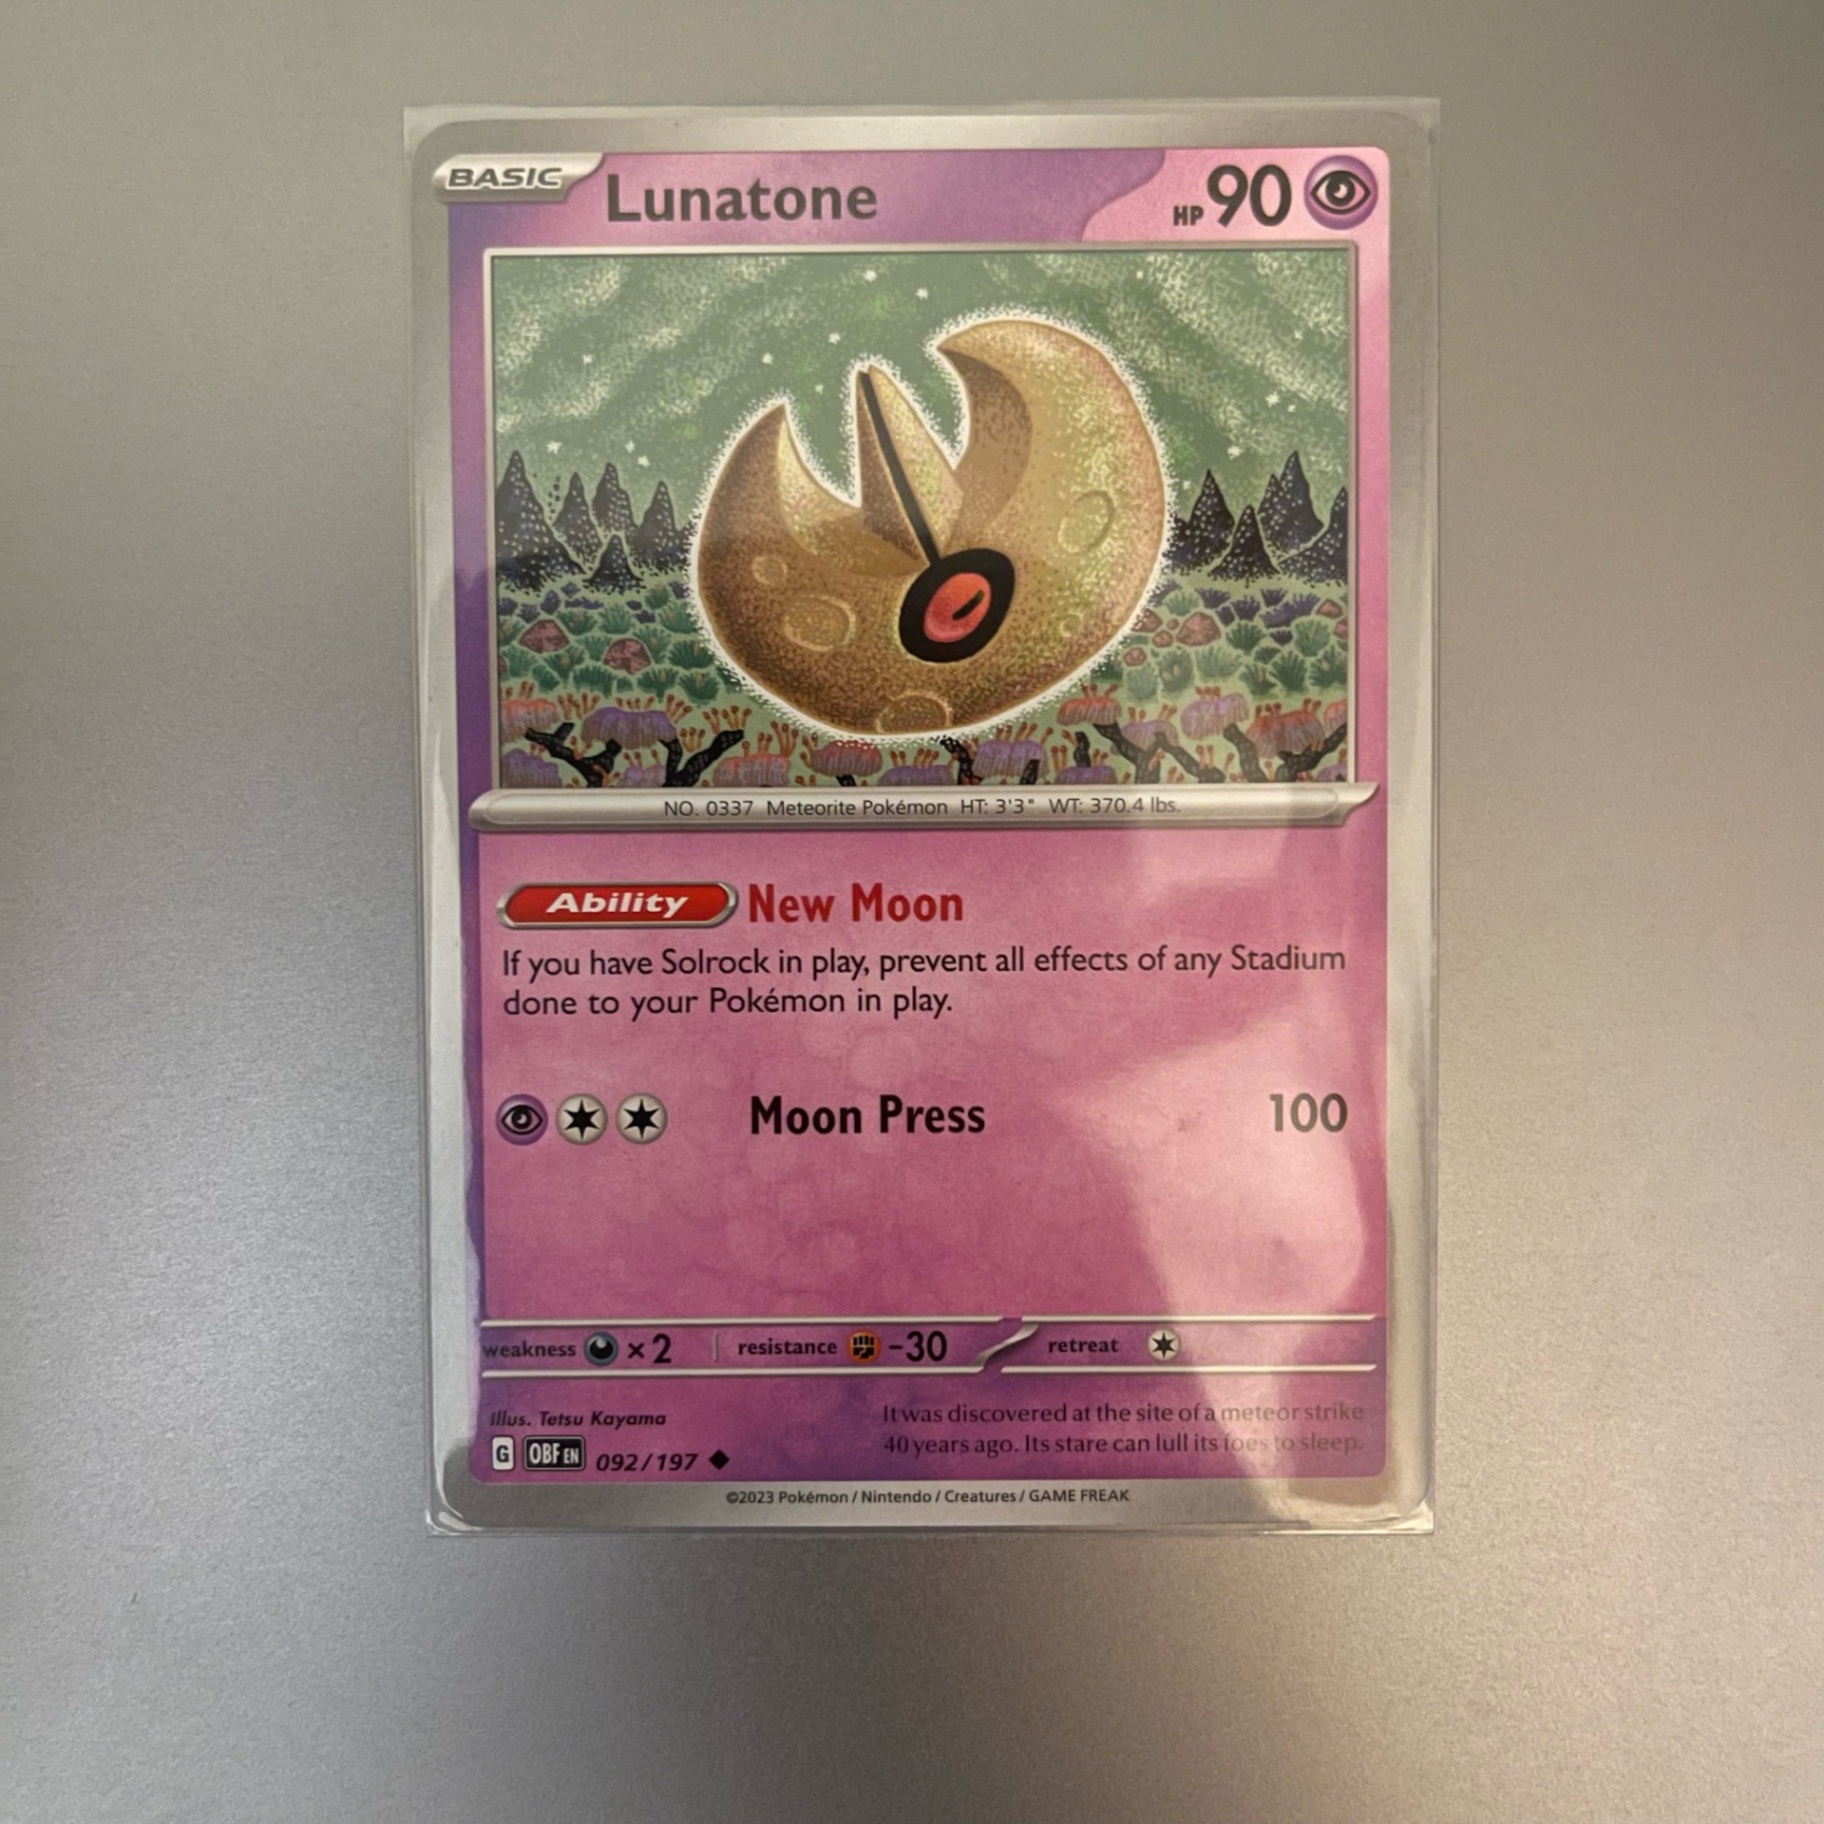 BASIC Lunatone HP 90
NO. 0337 Meteorite Pokémon HT: 3'3" WT: 370.4 lbs.
Ability New Moon
If you have Solrock in play, prevent all effects of any Stadium
done to your Pokémon in play.
Moon Press 100
weakness ×2 resistance -30 retreat
Illus. Tetsu Kayama
It was discovered at the site of a meteor strike
40 years ago. Its stare can lull its foes to sleep.
G OBF EN 092/197
©2023 Pokémon / Nintendo / Creatures / GAME FREAK